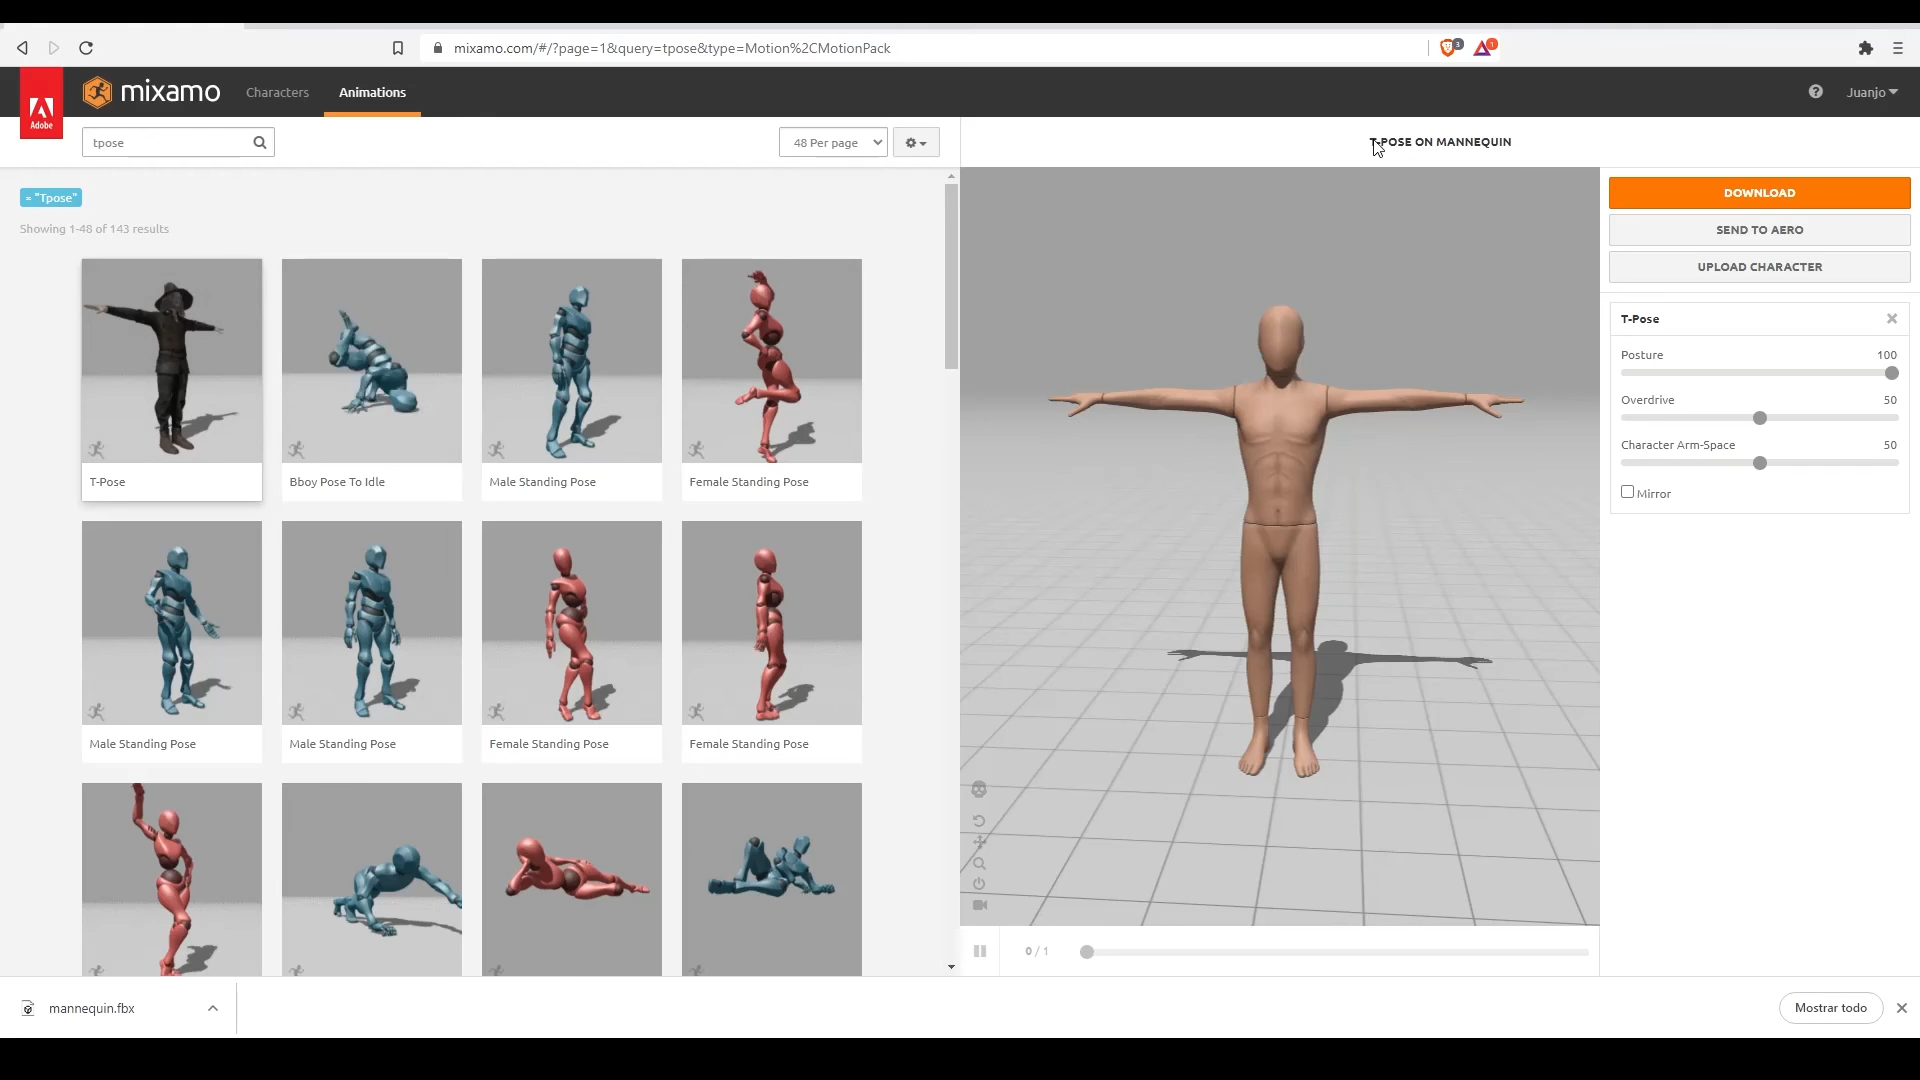 mixamo.com/#/?page=1&query=tpose&type=Motion%2CMotionPack
3
1
Adobe
mixamo
Characters
Animations
Juanjo
tpose
48 Per page
T-POSE ON MANNEQUIN
× "Tpose"
Showing 1-48 of 143 results
T-Pose
Bboy Pose To Idle
Male Standing Pose
Female Standing Pose
Male Standing Pose
Male Standing Pose
Female Standing Pose
Female Standing Pose
DOWNLOAD
SEND TO AERO
UPLOAD CHARACTER
T-Pose
Posture 100
Overdrive 50
Character Arm-Space 50
Mirror
0 / 1
mannequin.fbx
Mostrar todo